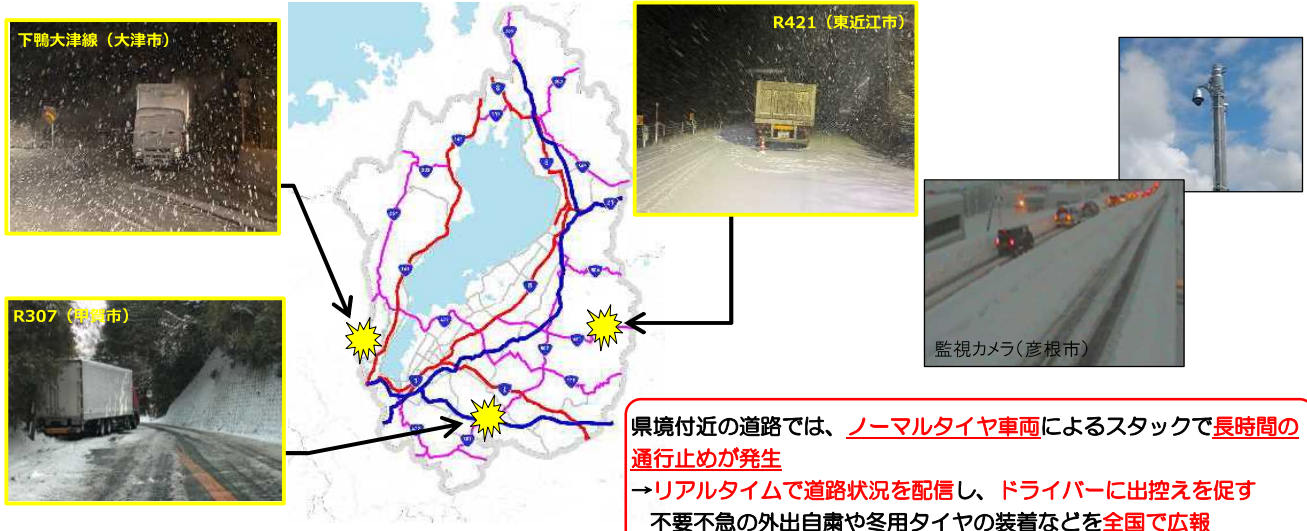 下鴨大津線（大津市）
R421（東近江市）
R307（甲賀市）
監視カメラ（彦根市）
県境付近の道路では、ノーマルタイヤ車両によるスタックで長時間の
通行止めが発生
→リアルタイムで道路状況を配信し、ドライバーに出控えを促す
不要不急の外出自粛や冬用タイヤの装着などを全国で広報